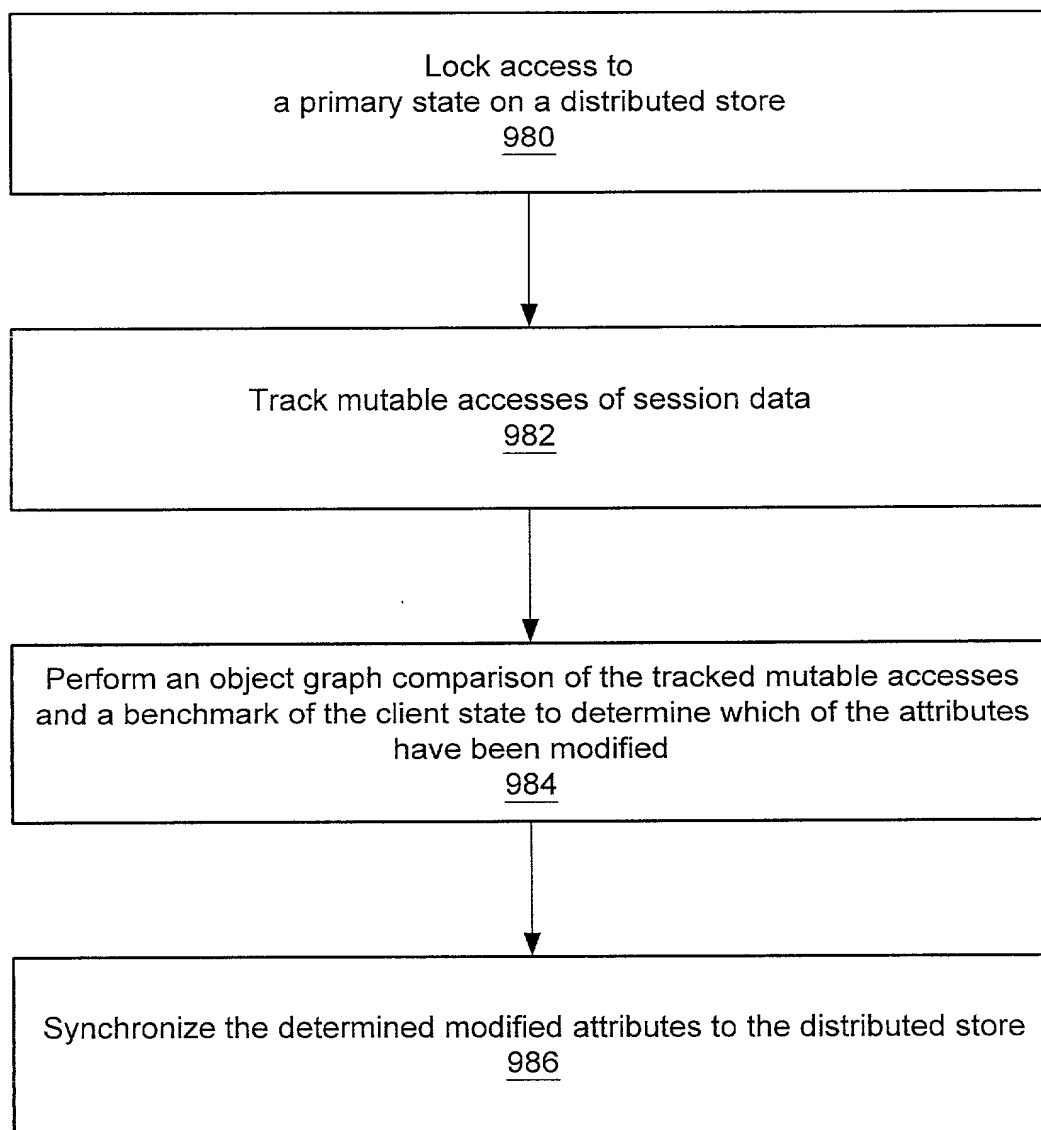 Lock access to
a primary state on a distributed store
980
Track mutable accesses of session data
982
Perform an object graph comparison of the tracked mutable accesses
and a benchmark of the client state to determine which of the attributes
have been modified
984
Synchronize the determined modified attributes to the distributed store
986